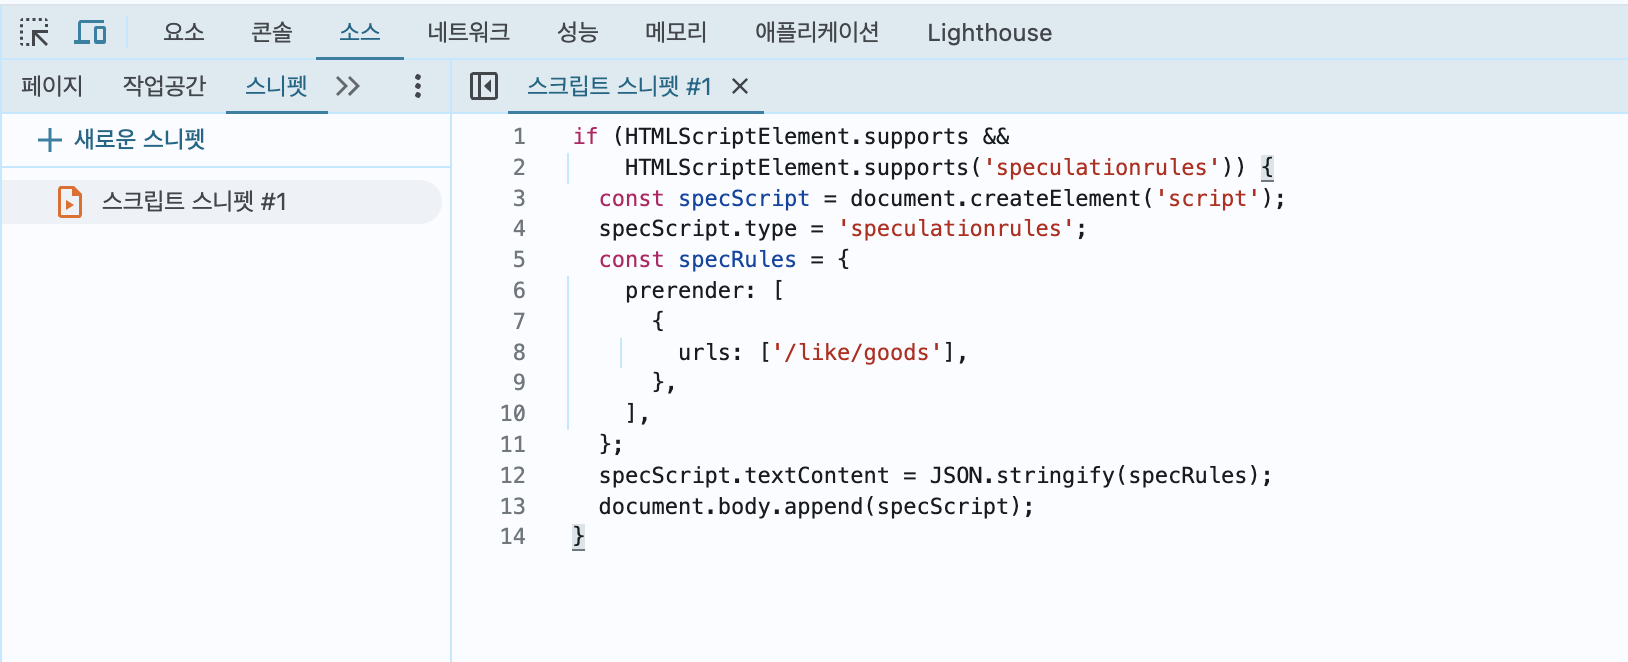 요소 콘솔 소스 네트워크 성능 메모리 애플리케이션 Lighthouse
페이지 작업공간 스니펫
스크립트 스니펫 #1
새로운 스니펫
스크립트 스니펫 #1
1 if (HTMLScriptElement.supports &&
2     HTMLScriptElement.supports('speculationrules')) {
3   const specScript = document.createElement('script');
4   specScript.type = 'speculationrules';
5   const specRules = {
6     prerender: [
7       {
8         urls: ['/like/goods'],
9       },
10     ],
11   };
12   specScript.textContent = JSON.stringify(specRules);
13   document.body.append(specScript);
14 }